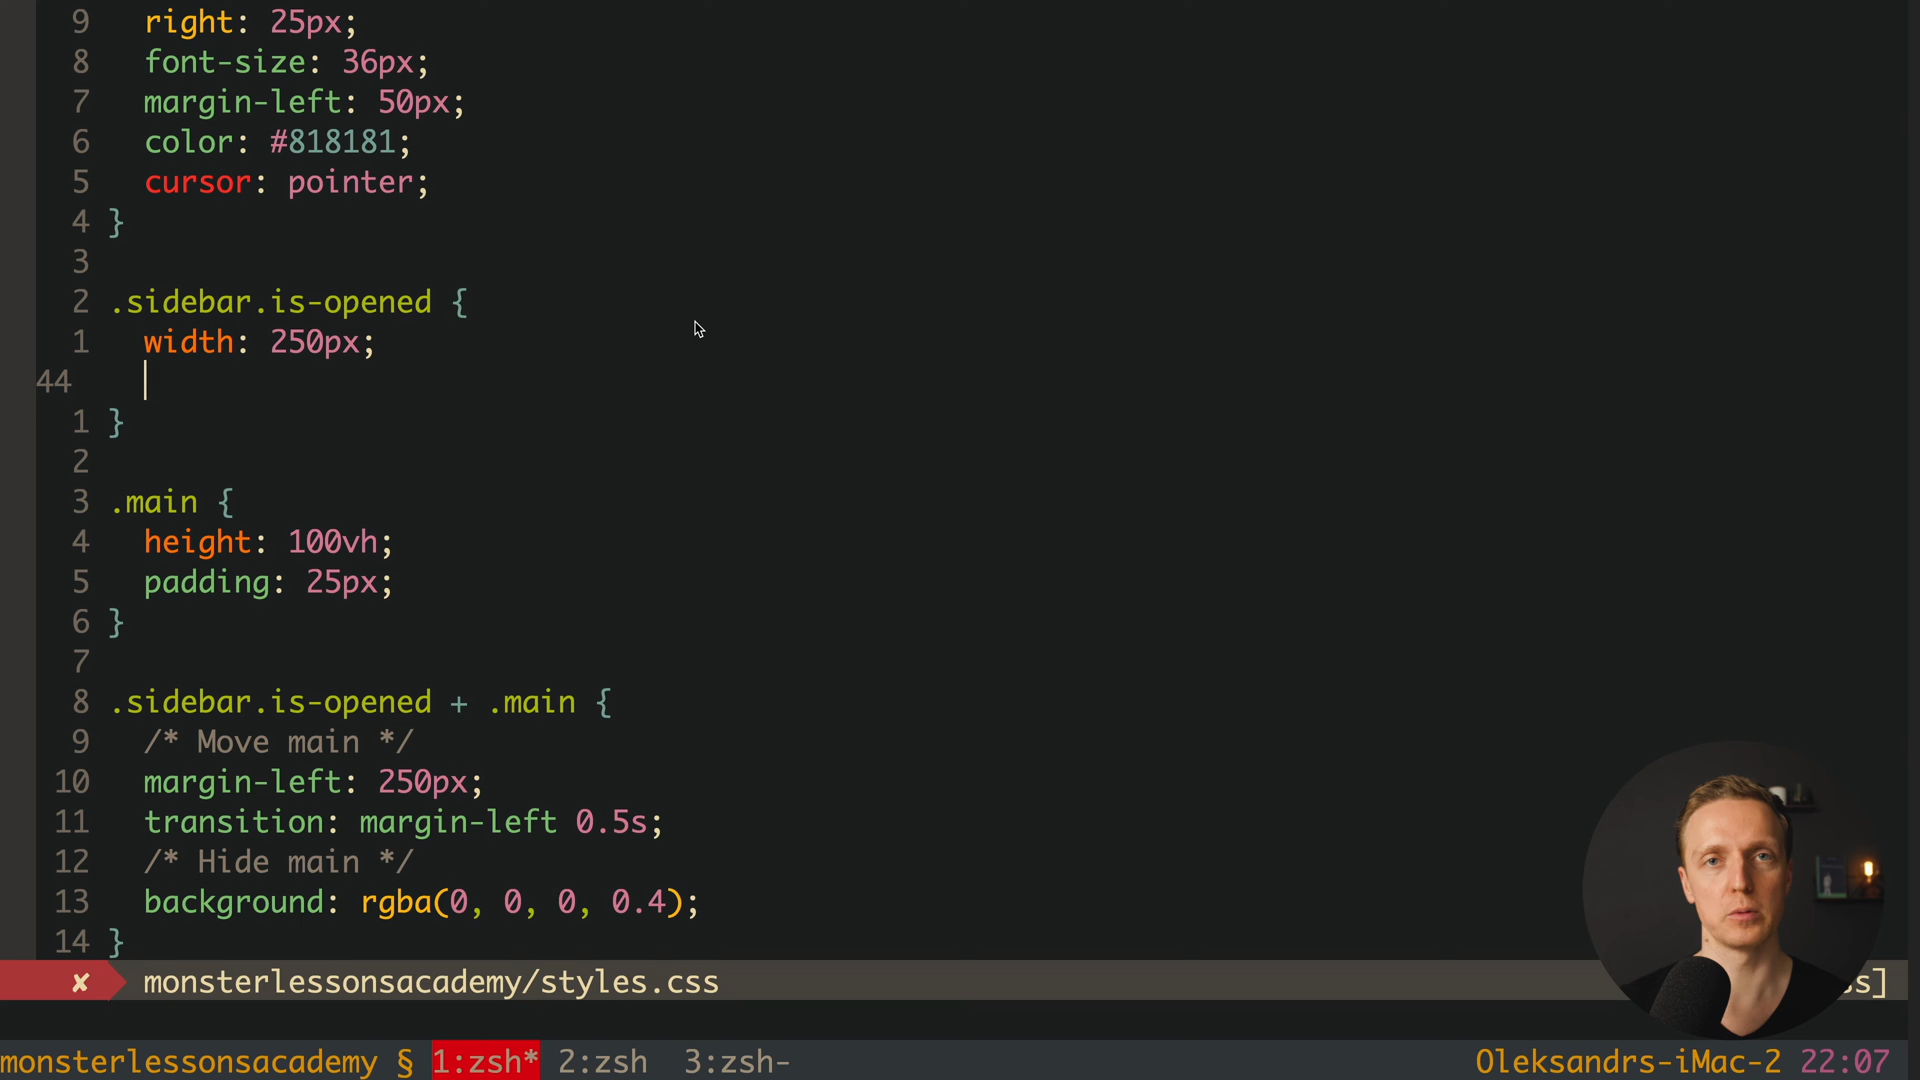 9 right: 25px;
8 font-size: 36px;
7 margin-left: 50px;
6 color: #818181;
5 cursor: pointer;
4 }
3
2 .sidebar.is-opened {
1 width: 250px;
44
1 }
2
3 .main {
4 height: 100vh;
5 padding: 25px;
6 }
7
8 .sidebar.is-opened + .main {
9 /* Move main */
10 margin-left: 250px;
11 transition: margin-left 0.5s;
12 /* Hide main */
13 background: rgba(0, 0, 0, 0.4);
14 }
✘ monsterlessonsacademy/styles.css s]
monsterlessonsacademy § 1:zsh* 2:zsh 3:zsh- Oleksandrs-iMac-2 22:07